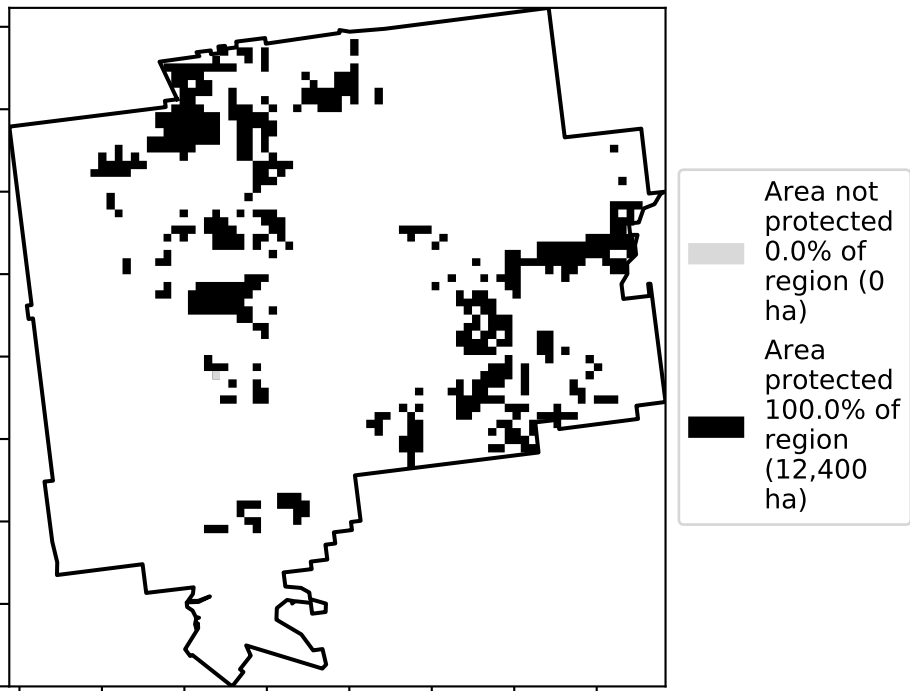 Area not
protected
0.0% of
region (0
ha)
Area
protected
100.0% of
region
(12,400
ha)